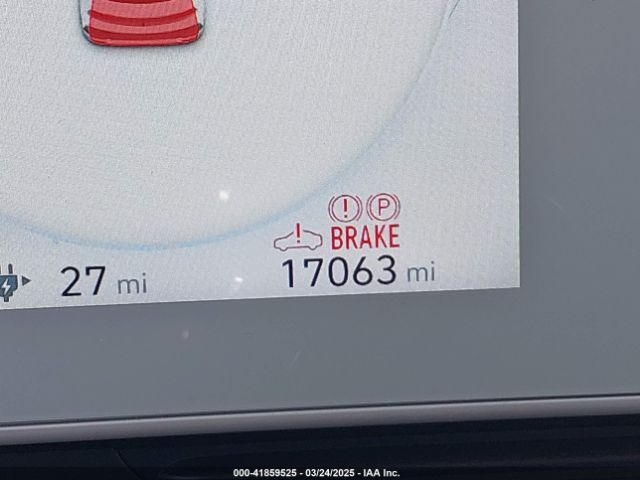 ! P
! BRAKE
27 mi 17063 mi
000-41859525 - 03/24/2025 - IAA Inc.